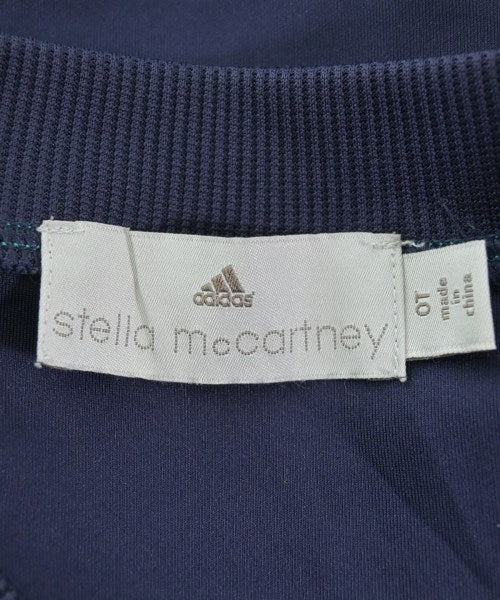 adidas
stella mccartney
OT
made
in
china